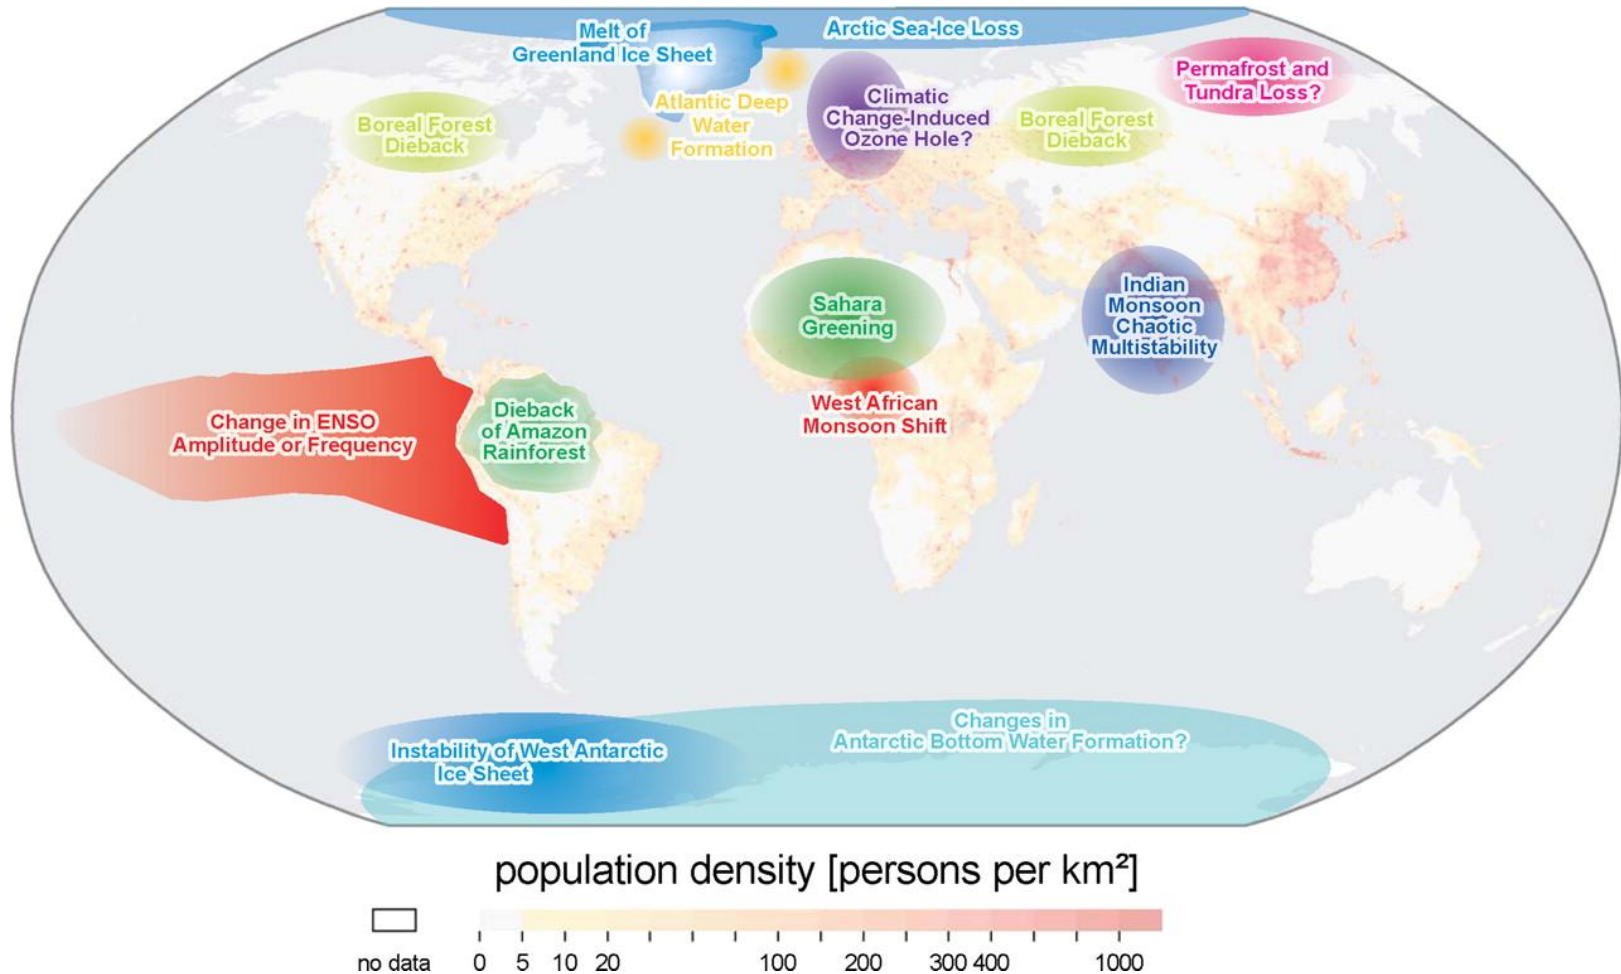 Melt of
Greenland Ice Sheet
Arctic Sea-Ice Loss
Permafrost and
Tundra Loss?
Atlantic Deep
Water
Formation
Climatic
Change-Induced
Ozone Hole?
Boreal Forest
Dieback
Boreal Forest
Dieback
Sahara
Greening
Indian
Monsoon
Chaotic
Multistability
Change in ENSO
Amplitude or Frequency
Dieback
of Amazon
Rainforest
West African
Monsoon Shift
Instability of West Antarctic
Ice Sheet
Changes in
Antarctic Bottom Water Formation?
population density [persons per km²]
no data 0 5 10 20 100 200 300 400 1000